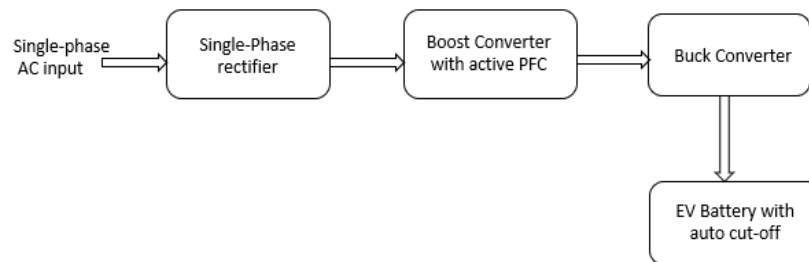 Single-phase
AC input
Single-Phase
rectifier
Boost Converter
with active PFC
Buck Converter
EV Battery with
auto cut-off